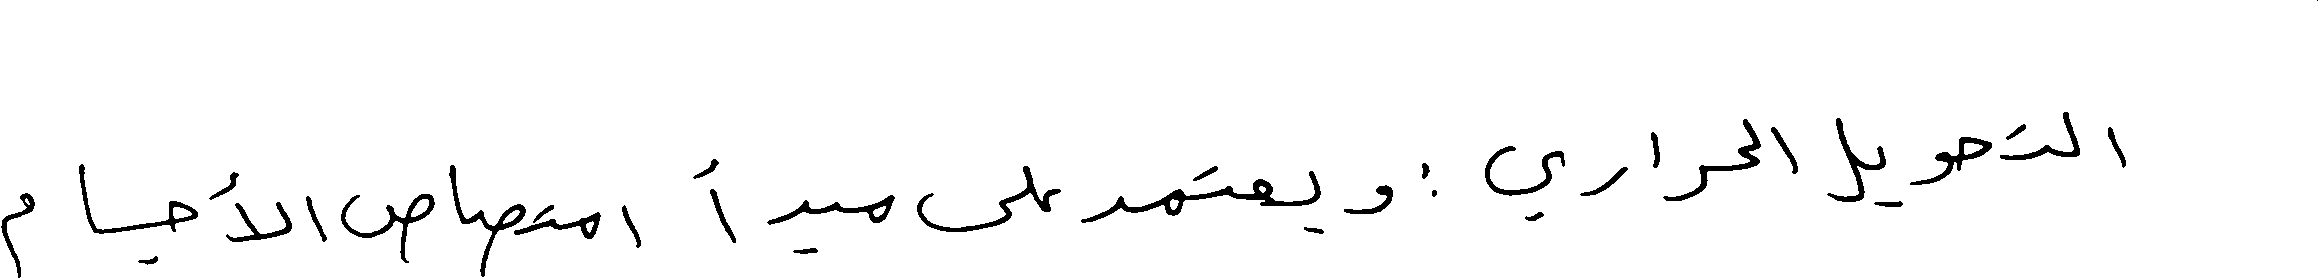 التحويل الحراري : ويعتمد على مبدأ امتصاص الأجسام